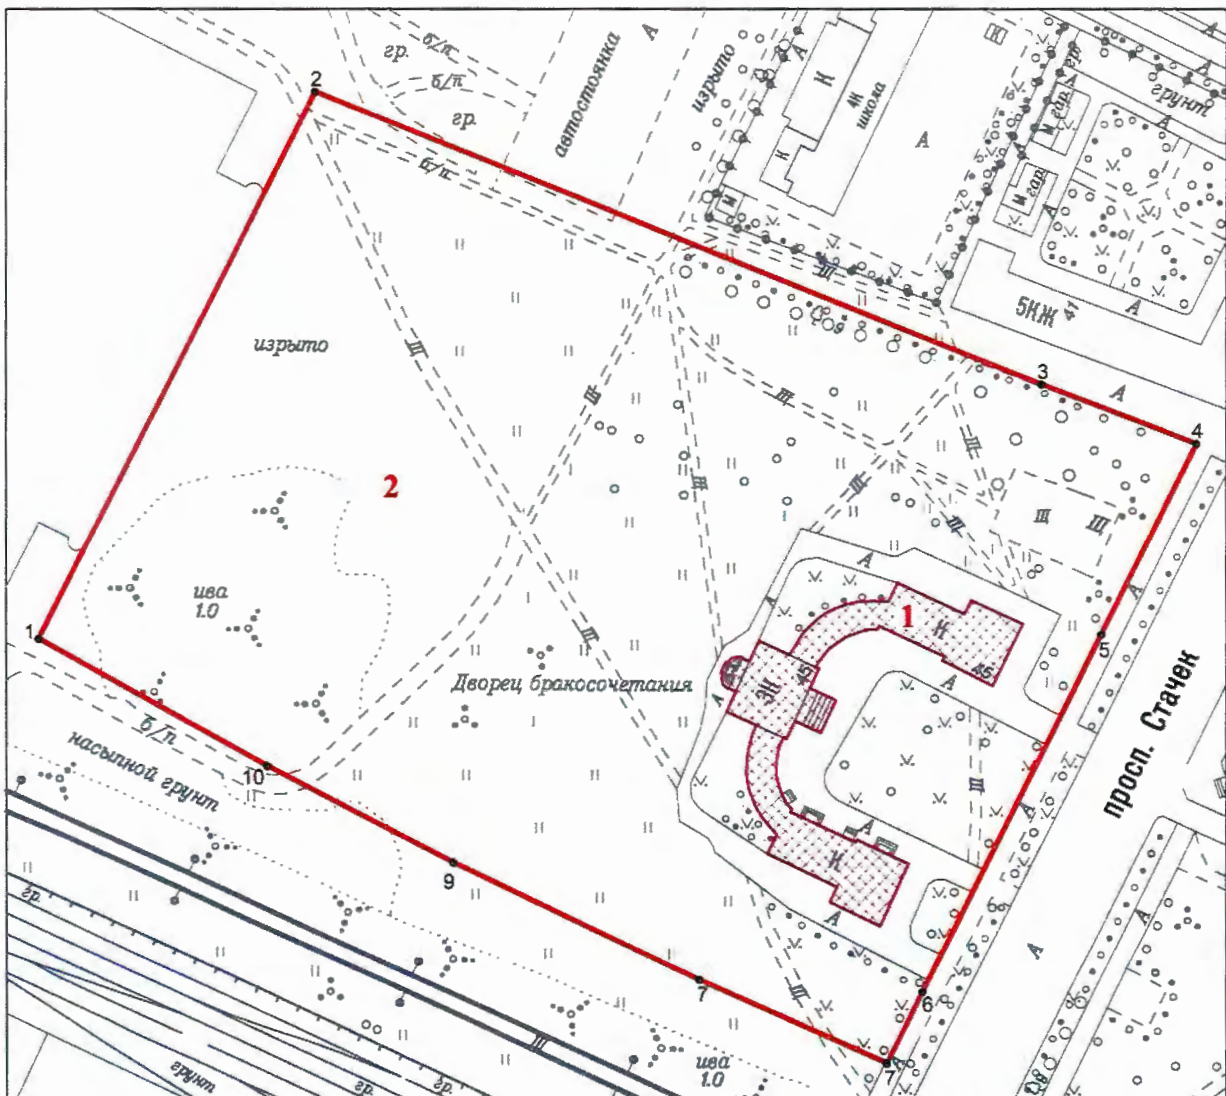 б/п
гр.
б/п
гр.
автостоянка
А
изрыто
А
Н
4Н
школа
К
К
А
М
гар.
А
гр.
грунт
А
А
М
гар.
А
М
2
б/п
Ш
5КЖ
41
А
3
А
4
изрыто
Ш
Ш
Ш
Ш
Ш
Ш
Ш
Ш
Ш
2
ива
1.0
1
А
А
А
5
1
Н
45
А
45
3Н
А
Дворец бракосочетания
Ш
просп. Стачек
б/п
насыпной грунт
10
9
Ш
А
Н
А
6
А
А
7
7
А
Ш
гр.
Ш
ива
1.0
грунт
гр.
гр.